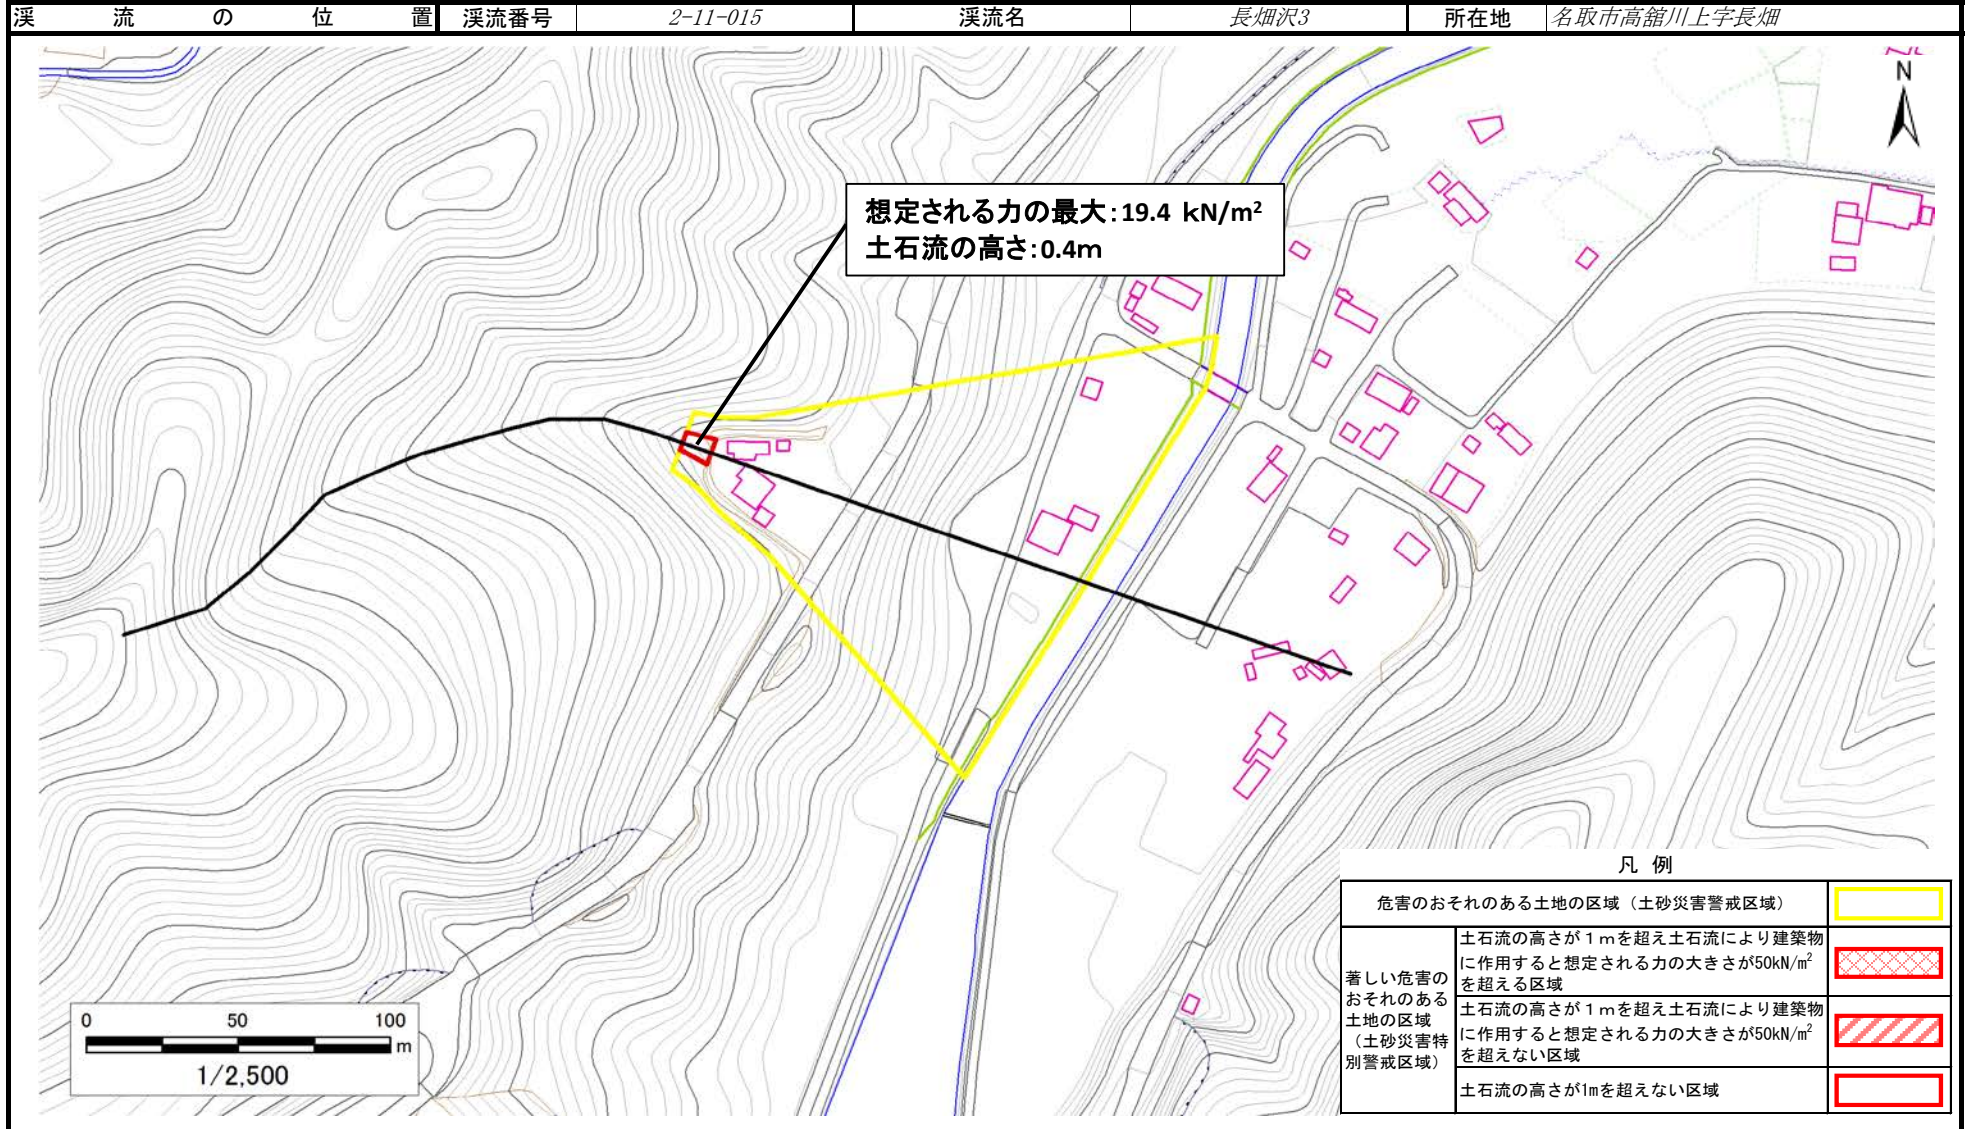 渓流の位置 渓流番号 2-11-015 渓流名 長畑沢3 所在地 名取市高舘川上字長畑
N
想定される力の最大:19.4 kN/m²
土石流の高さ:0.4m
凡 例
危害のおそれのある土地の区域(土砂災害警戒区域)
著しい危害の
おそれのある
土地の区域
(土砂災害特
別警戒区域)
土石流の高さが1mを超え土石流により建築物
に作用すると想定される力の大きさが50kN/m²
を超える区域
土石流の高さが1mを超え土石流により建築物
に作用すると想定される力の大きさが50kN/m²
を超えない区域
土石流の高さが1mを超えない区域
0 50 100
m
1/2,500